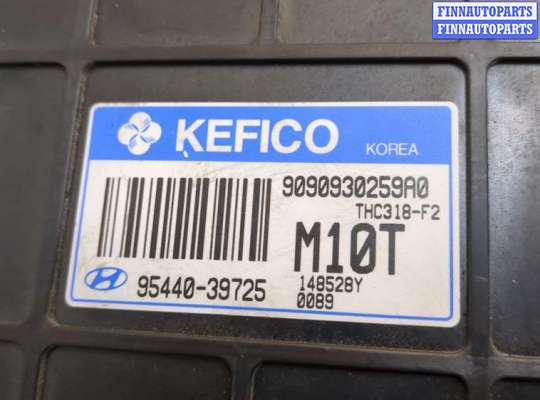 FINNAUTOPARTS
FINNAUTOPARTS
KEFICO KOREA
9090930259A0
THC318-F2
M10T
95440-39725
148528Y
0089